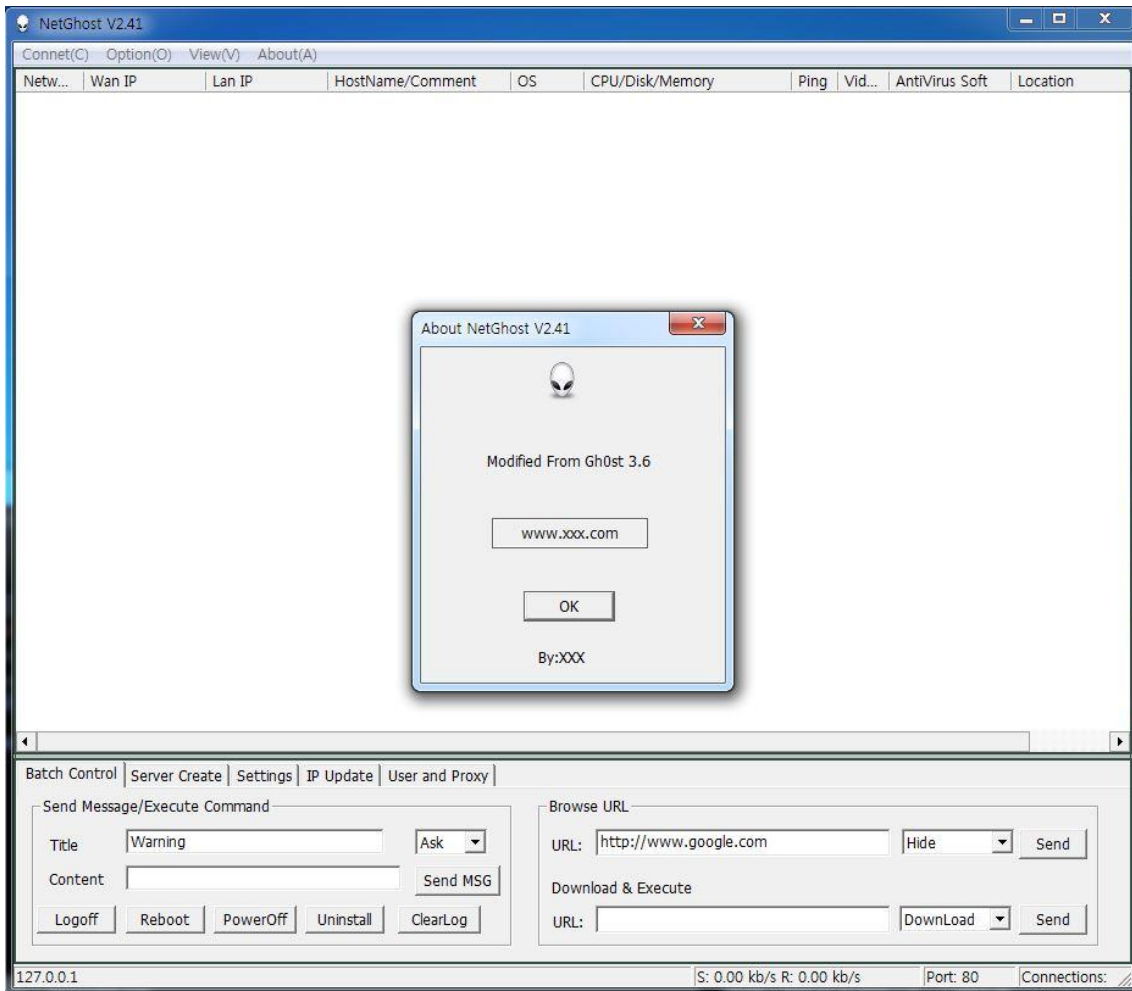 NetGhost V2.41
Connet(C) Option(O) View(V) About(A)
Netw... Wan IP Lan IP HostName/Comment OS CPU/Disk/Memory Ping Vid... AntiVirus Soft Location
About NetGhost V2.41
Modified From Gh0st 3.6
www.xxx.com
OK
By:XXX
Batch Control Server Create Settings IP Update User and Proxy
Send Message/Execute Command
Title Warning Ask
Content Send MSG
Logoff Reboot PowerOff Uninstall ClearLog
Browse URL
URL: http://www.google.com Hide Send
Download & Execute
URL: DownLoad Send
127.0.0.1 S: 0.00 kb/s R: 0.00 kb/s Port: 80 Connections: